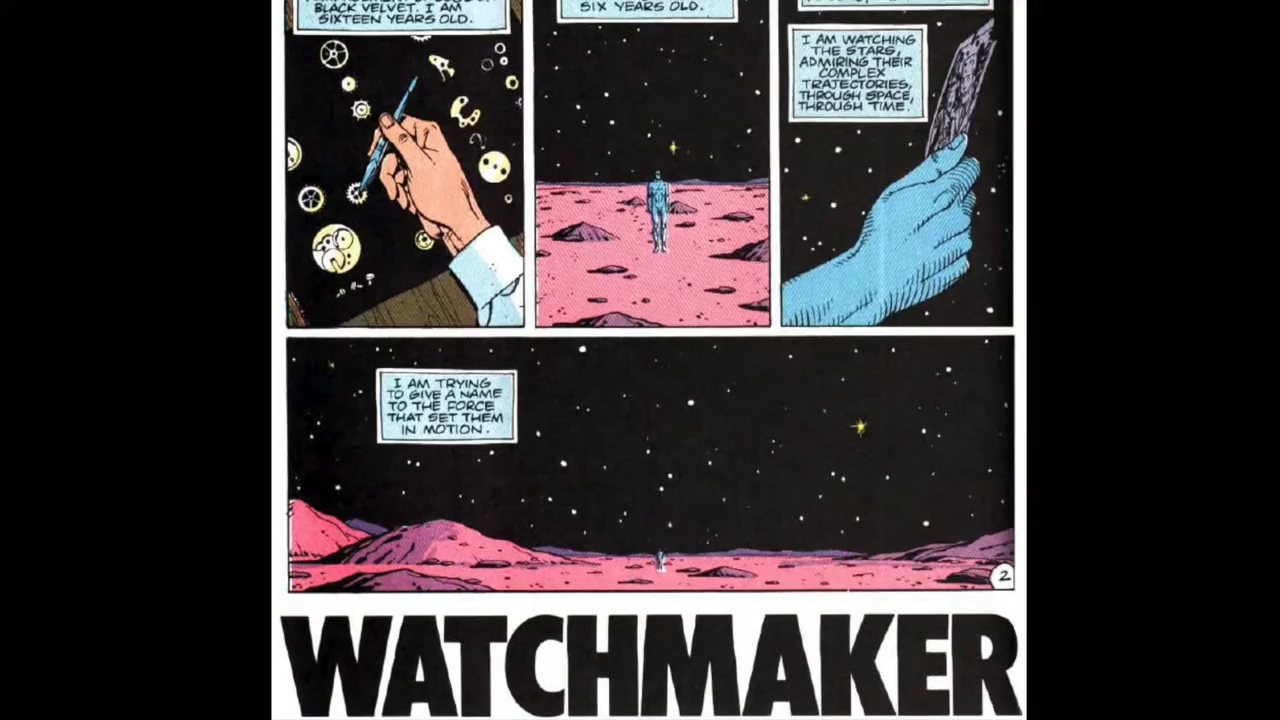 BLACK VELVET. I AM
SIXTEEN YEARS OLD.
SIX YEARS OLD.
I AM WATCHING
THE STARS,
ADMIRING THEIR
COMPLEX
TRAJECTORIES,
THROUGH SPACE,
THROUGH TIME.
I AM TRYING
TO GIVE A NAME
TO THE FORCE
THAT SET THEM
IN MOTION.
2
WATCHMAKER